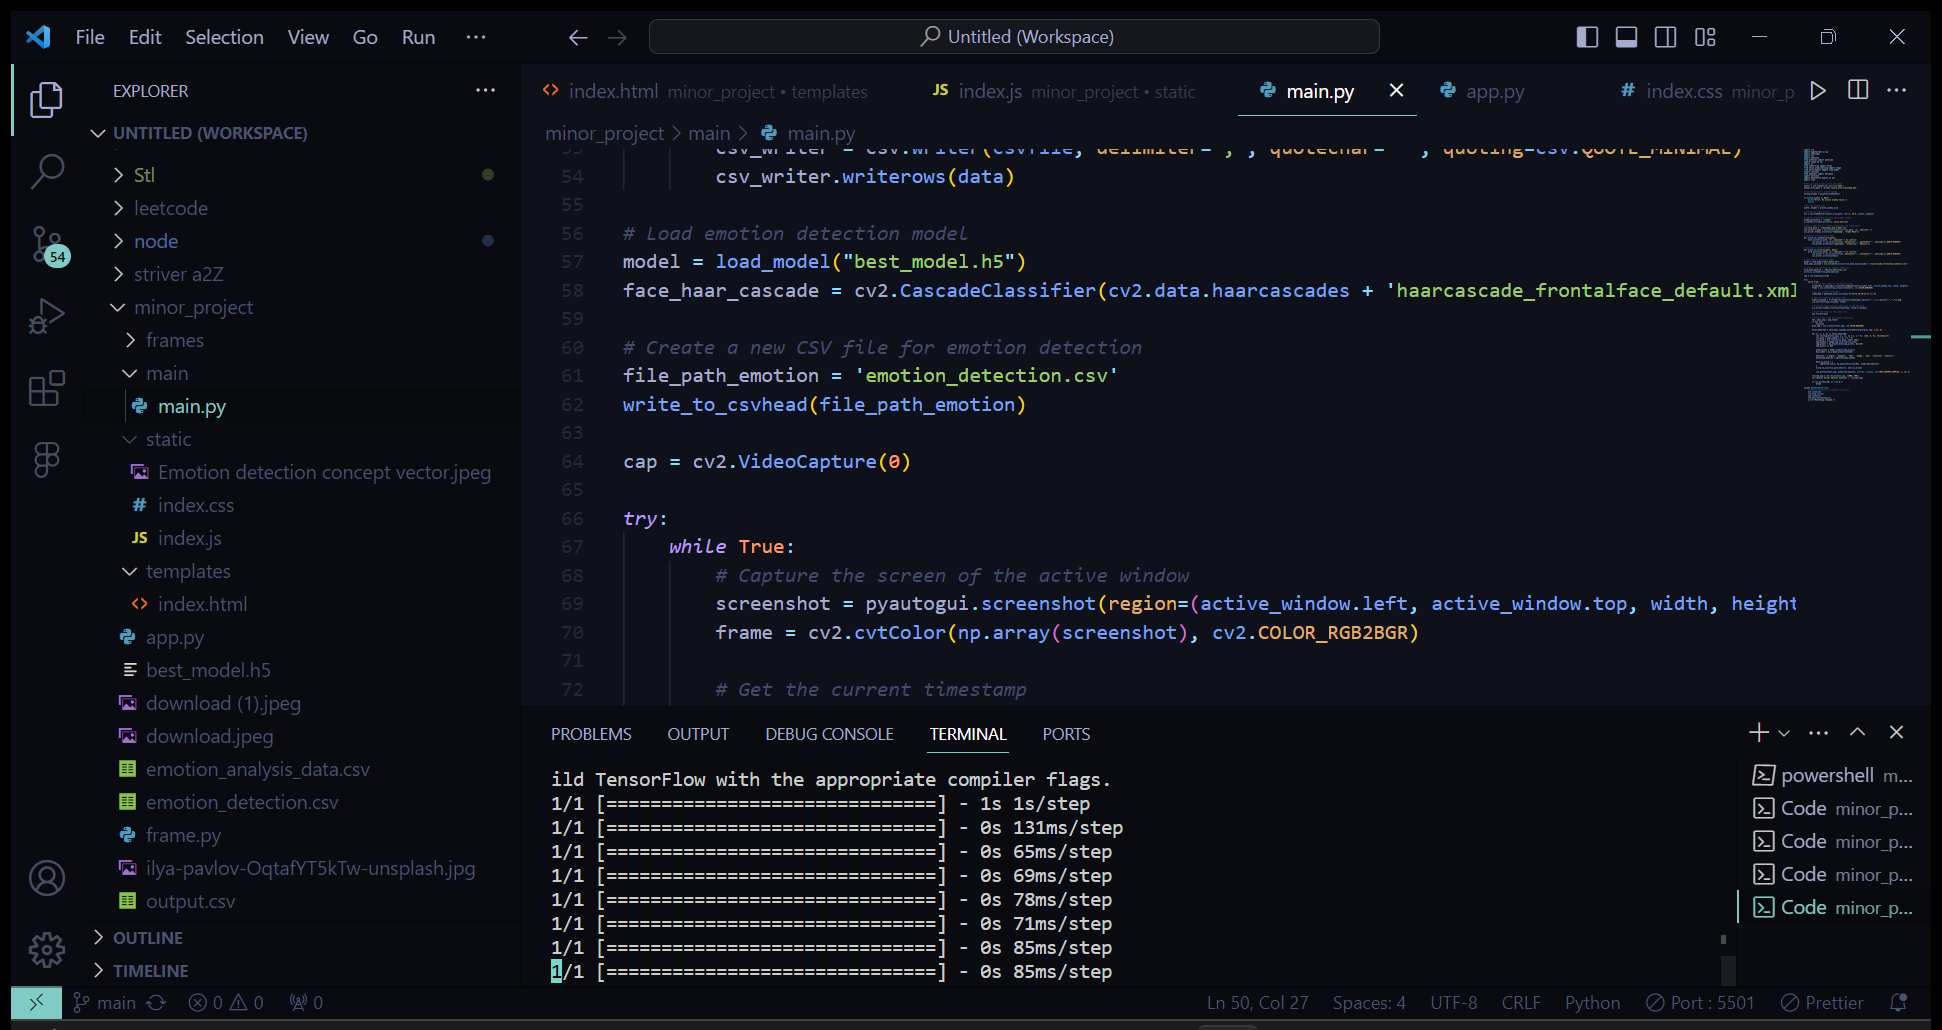 File Edit Selection View Go Run ···
Untitled (Workspace)
EXPLORER
UNTITLED (WORKSPACE)
Stl
leetcode
node
striver a2Z
minor_project
frames
main
main.py
static
Emotion detection concept vector.jpeg
# index.css
JS index.js
templates
<> index.html
app.py
best_model.h5
download (1).jpeg
download.jpeg
emotion_analysis_data.csv
emotion_detection.csv
frame.py
ilya-pavlov-OqtafYT5kTw-unsplash.jpg
output.csv
OUTLINE
TIMELINE
54
<> index.html minor_project • templates JS index.js minor_project • static main.py app.py # index.css minor_p
minor_project > main > main.py
53 csv_writer = csv.writer(csvfile, delimiter=',', quotechar=' ', quoting=csv.QUOTE_MINIMAL)
54 csv_writer.writerows(data)
55
56 # Load emotion detection model
57 model = load_model("best_model.h5")
58 face_haar_cascade = cv2.CascadeClassifier(cv2.data.haarcascades + 'haarcascade_frontalface_default.xml
59
60 # Create a new CSV file for emotion detection
61 file_path_emotion = 'emotion_detection.csv'
62 write_to_csvhead(file_path_emotion)
63
64 cap = cv2.VideoCapture(0)
65
66 try:
67 while True:
68 # Capture the screen of the active window
69 screenshot = pyautogui.screenshot(region=(active_window.left, active_window.top, width, height
70 frame = cv2.cvtColor(np.array(screenshot), cv2.COLOR_RGB2BGR)
71
72 # Get the current timestamp
PROBLEMS OUTPUT DEBUG CONSOLE TERMINAL PORTS
ild TensorFlow with the appropriate compiler flags.
1/1 [==============================] - 1s 1s/step
1/1 [==============================] - 0s 131ms/step
1/1 [==============================] - 0s 65ms/step
1/1 [==============================] - 0s 69ms/step
1/1 [==============================] - 0s 78ms/step
1/1 [==============================] - 0s 71ms/step
1/1 [==============================] - 0s 85ms/step
1/1 [==============================] - 0s 85ms/step
powershell m...
Code minor_p...
Code minor_p...
Code minor_p...
Code minor_p...
main 0 0 0 Ln 50, Col 27 Spaces: 4 UTF-8 CRLF Python Port : 5501 Prettier